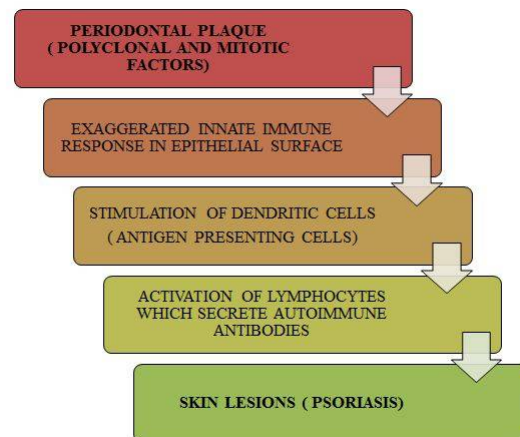 PERIODONTAL PLAQUE
( POLYCLONAL AND MITOTIC
FACTORS)
EXAGGERATED INNATE IMMUNE
RESPONSE IN EPITHELIAL SURFACE
STIMULATION OF DENDRITIC CELLS
( ANTIGEN PRESENTING CELLS)
ACTIVATION OF LYMPHOCYTES
WHICH SECRETE AUTOIMMUNE
ANTIBODIES
SKIN LESIONS ( PSORIASIS)